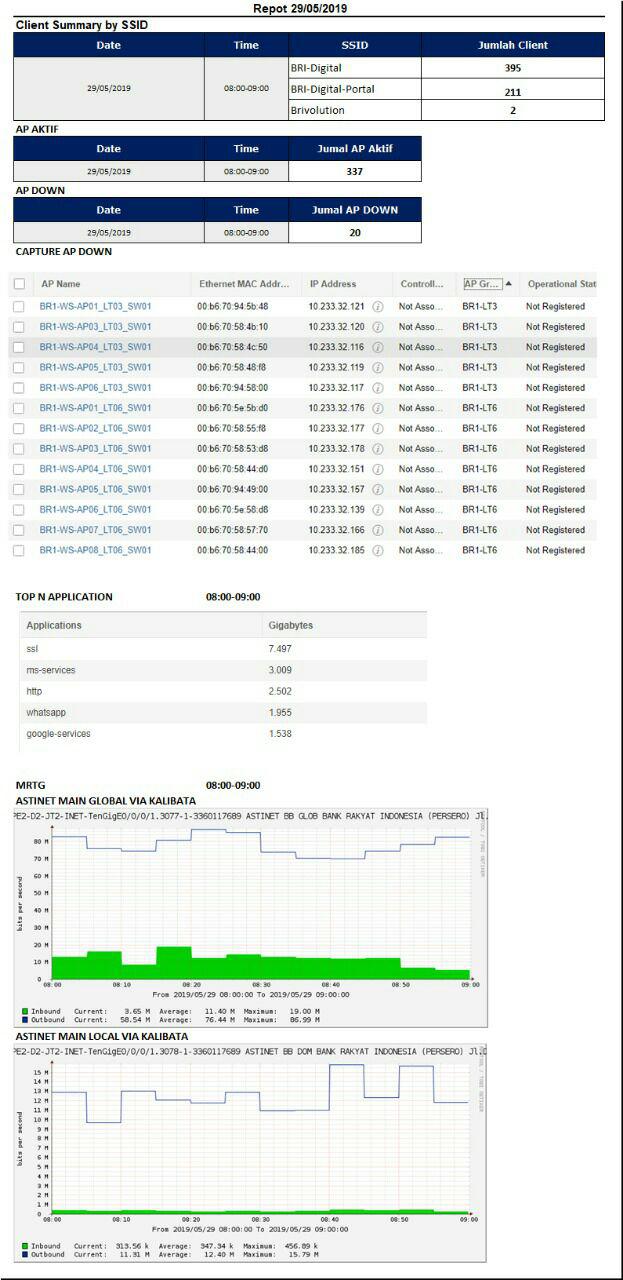 Repot 29/05/2019
Client Summary by SSID
Date Time SSID Jumlah Client
29/05/2019 08:00-09:00 BRI-Digital 395
BRI-Digital-Portal 211
Brivolution 2
AP AKTIF
Date Time Jumal AP Aktif
29/05/2019 08:00-09:00 337
AP DOWN
Date Time Jumal AP DOWN
29/05/2019 08:00-09:00 20
CAPTURE AP DOWN
AP Name Ethernet MAC Addr... IP Address Controll... AP Gr... Operational Stat
BR1-WS-AP01_LT03_SW01 00:b6:70:94:5b:48 10.233.32.121 Not Asso... BR1-LT3 Not Registered
BR1-WS-AP03_LT03_SW01 00:b6:70:58:4b:10 10.233.32.120 Not Asso... BR1-LT3 Not Registered
BR1-WS-AP04_LT03_SW01 00:b6:70:58:4c:50 10.233.32.116 Not Asso... BR1-LT3 Not Registered
BR1-WS-AP05_LT03_SW01 00:b6:70:58:48:f8 10.233.32.119 Not Asso... BR1-LT3 Not Registered
BR1-WS-AP06_LT03_SW01 00:b6:70:94:58:00 10.233.32.117 Not Asso... BR1-LT3 Not Registered
BR1-WS-AP01_LT06_SW01 00:b6:70:5e:5b:d0 10.233.32.176 Not Asso... BR1-LT6 Not Registered
BR1-WS-AP02_LT06_SW01 00:b6:70:58:55:f8 10.233.32.177 Not Asso... BR1-LT6 Not Registered
BR1-WS-AP03_LT06_SW01 00:b6:70:58:53:d8 10.233.32.178 Not Asso... BR1-LT6 Not Registered
BR1-WS-AP04_LT06_SW01 00:b6:70:58:44:d0 10.233.32.151 Not Asso... BR1-LT6 Not Registered
BR1-WS-AP05_LT06_SW01 00:b6:70:94:49:00 10.233.32.157 Not Asso... BR1-LT6 Not Registered
BR1-WS-AP06_LT06_SW01 00:b6:70:5e:58:d8 10.233.32.139 Not Asso... BR1-LT6 Not Registered
BR1-WS-AP07_LT06_SW01 00:b6:70:58:57:70 10.233.32.166 Not Asso... BR1-LT6 Not Registered
BR1-WS-AP08_LT06_SW01 00:b6:70:58:44:00 10.233.32.185 Not Asso... BR1-LT6 Not Registered
TOP N APPLICATION 08:00-09:00
Applications Gigabytes
ssl 7.497
ms-services 3.009
http 2.502
whatsapp 1.955
google-services 1.538
MRTG 08:00-09:00
ASTINET MAIN GLOBAL VIA KALIBATA
PE2-D2-JT2-INET-TenGigE0/0/0/1.3077-1-3360117689 ASTINET BB GLOB BANK RAKYAT INDONESIA (PERSERO) Jl.
bits per second
80 M
70 M
60 M
50 M
40 M
30 M
20 M
10 M
0
08:00 08:10 08:20 08:30 08:40 08:50 09:00
From 2019/05/29 08:00:00 To 2019/05/29 09:00:00
Inbound Current: 3.65 M Average: 11.40 M Maximum: 19.00 M
Outbound Current: 58.54 M Average: 76.44 M Maximum: 86.99 M
ASTINET MAIN LOCAL VIA KALIBATA
PE2-D2-JT2-INET-TenGigE0/0/0/1.3078-1-3360117689 ASTINET BB DOM BANK RAKYAT INDONESIA (PERSERO) Jl.
bits per second
15 M
14 M
13 M
12 M
11 M
10 M
9 M
8 M
7 M
6 M
5 M
4 M
3 M
2 M
1 M
0
08:00 08:10 08:20 08:30 08:40 08:50 09:00
From 2019/05/29 08:00:00 To 2019/05/29 09:00:00
Inbound Current: 313.56 k Average: 347.34 k Maximum: 456.89 k
Outbound Current: 11.31 M Average: 12.40 M Maximum: 15.79 M